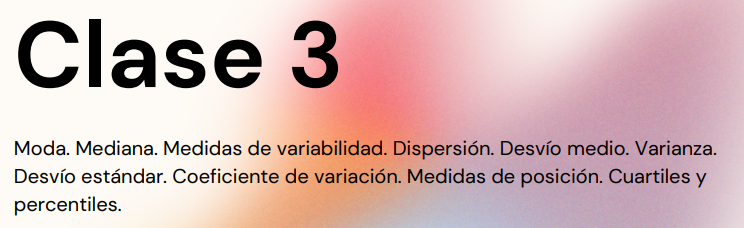 Clase 3
Moda. Mediana. Medidas de variabilidad. Dispersión. Desvío medio. Varianza.
Desvío estándar. Coeficiente de variación. Medidas de posición. Cuartiles y
percentiles.